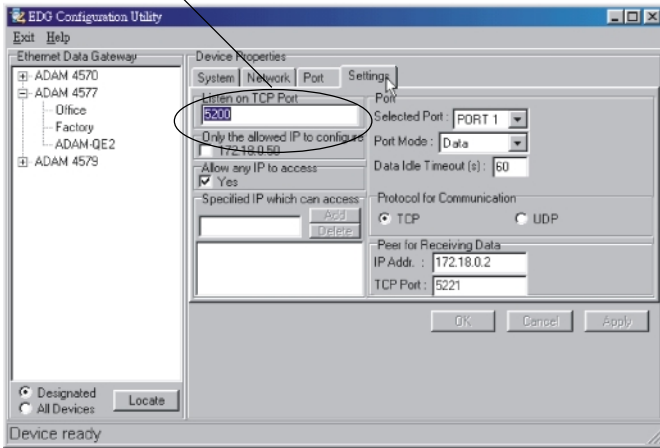 EDG Configuration Utility
Exit Help
Ethernet Data Gateway
ADAM 4570
ADAM 4577
Office
Factory
ADAM-QE2
ADAM 4579
Designated
All Devices
Locate
Device Properties
System Network Port Settings
Listen on TCP Port
5200
Only the allowed IP to configure
172.18.0.50
Allow any IP to access
Yes
Specified IP which can access
Add
Delete
Port
Selected Port : PORT 1
Port Mode : Data
Data Idle Timeout (s) : 60
Protocol for Communication
TCP UDP
Peer for Receiving Data
IP Addr. : 172.18.0.2
TCP Port : 5221
OK Cancel Apply
Device ready